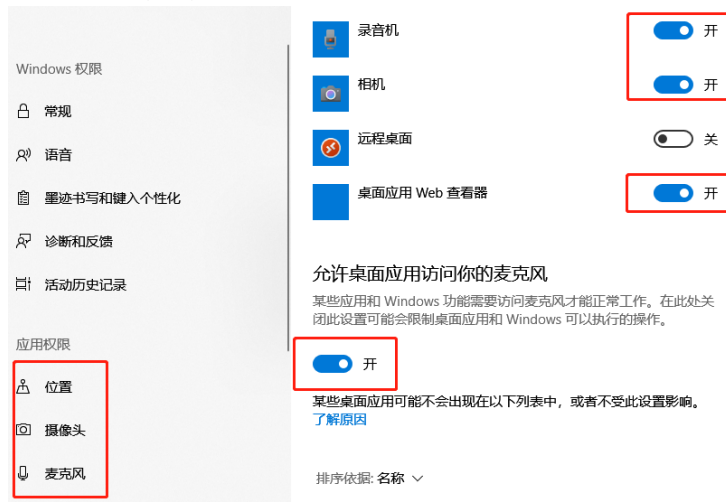 Windows 权限
常规
语音
墨迹书写和键入个性化
诊断和反馈
活动历史记录
应用权限
位置
摄像头
麦克风
录音机 开
相机 开
远程桌面 关
桌面应用 Web 查看器 开
允许桌面应用访问你的麦克风
某些应用和 Windows 功能需要访问麦克风才能正常工作。在此处关
闭此设置可能会限制桌面应用和 Windows 可以执行的操作。
开
某些桌面应用可能不会出现在以下列表中，或者不受此设置影响。
了解原因
排序依据: 名称